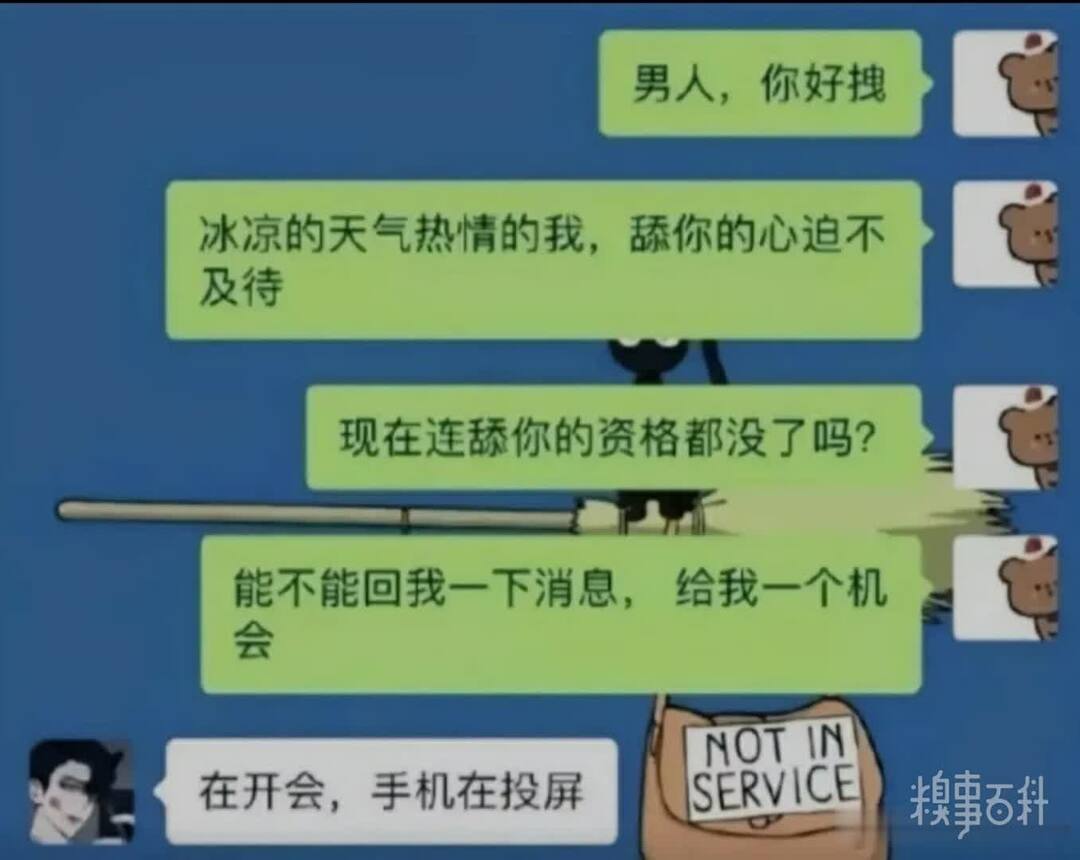 男人，你好拽
冰凉的天气热情的我，舔你的心迫不
及待
现在连舔你的资格都没了吗？
能不能回我一下消息， 给我一个机
会
在开会，手机在投屏
NOT IN
SERVICE
糗事百科